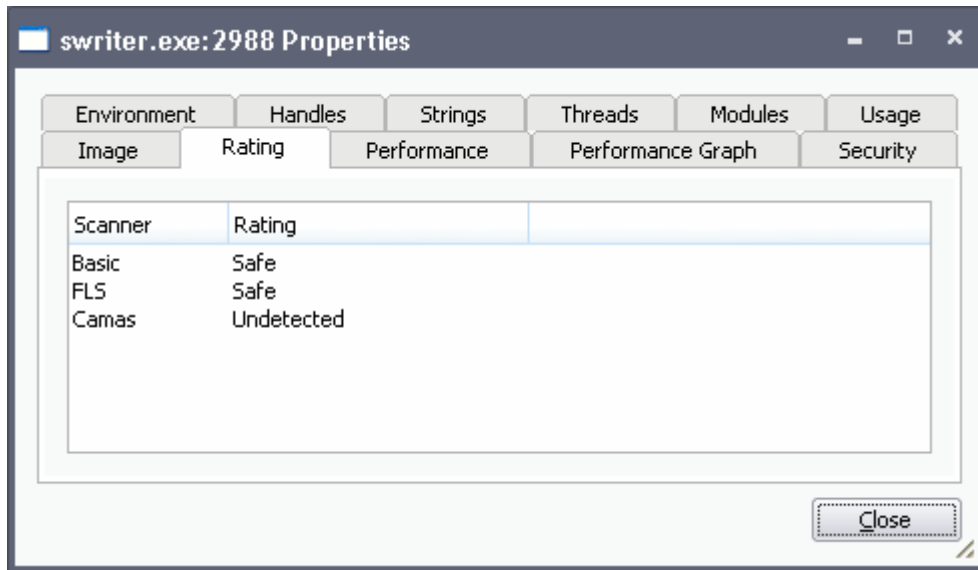 swriter.exe:2988 Properties
Environment Handles Strings Threads Modules Usage
Image Rating Performance Performance Graph Security
Scanner Rating
Basic Safe
FLS Safe
Camas Undetected
Close